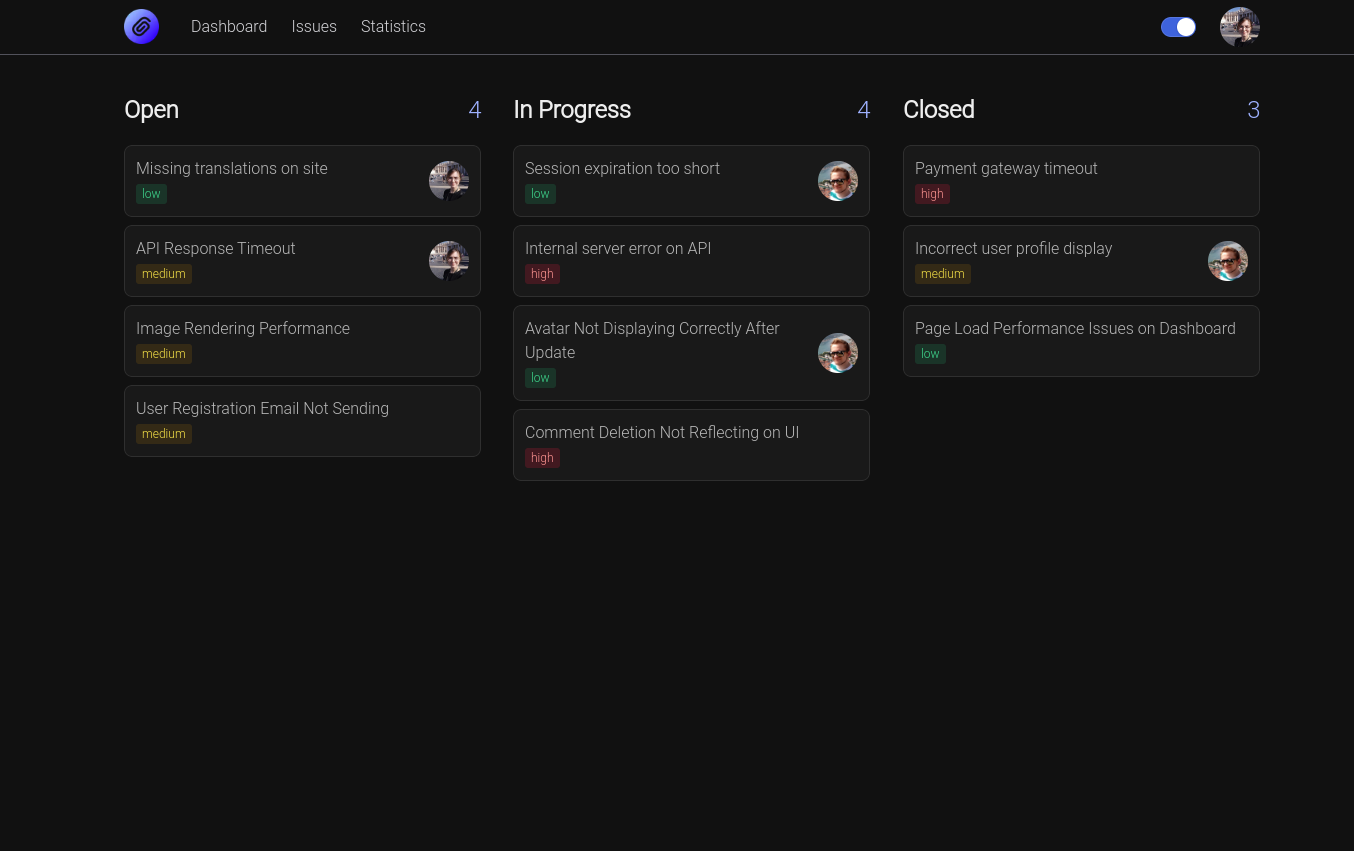 Dashboard Issues Statistics
Open 4
Missing translations on site
low
API Response Timeout
medium
Image Rendering Performance
medium
User Registration Email Not Sending
medium
In Progress 4
Session expiration too short
low
Internal server error on API
high
Avatar Not Displaying Correctly After
Update
low
Comment Deletion Not Reflecting on UI
high
Closed 3
Payment gateway timeout
high
Incorrect user profile display
medium
Page Load Performance Issues on Dashboard
low